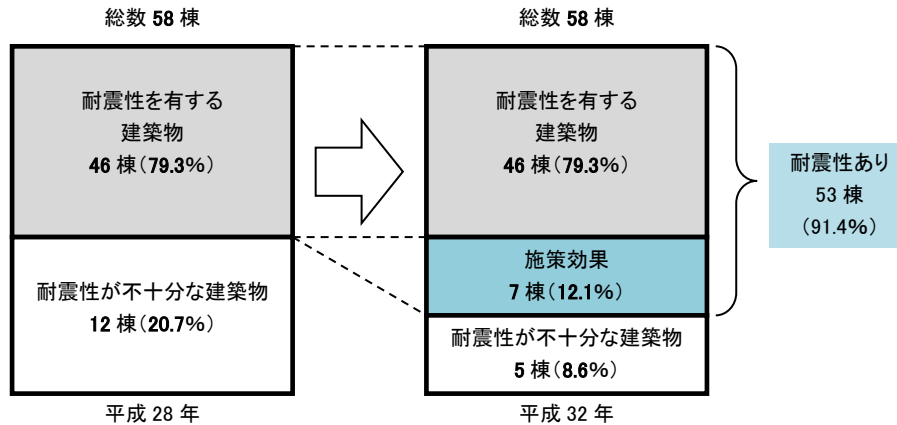 総数 58 棟
耐震性を有する
建築物
46 棟（79.3%）
耐震性が不十分な建築物
12 棟（20.7%）
平成 28 年
総数 58 棟
耐震性を有する
建築物
46 棟（79.3%）
施策効果
7 棟（12.1%）
耐震性が不十分な建築物
5 棟（8.6%）
平成 32 年
耐震性あり
53 棟
（91.4%）